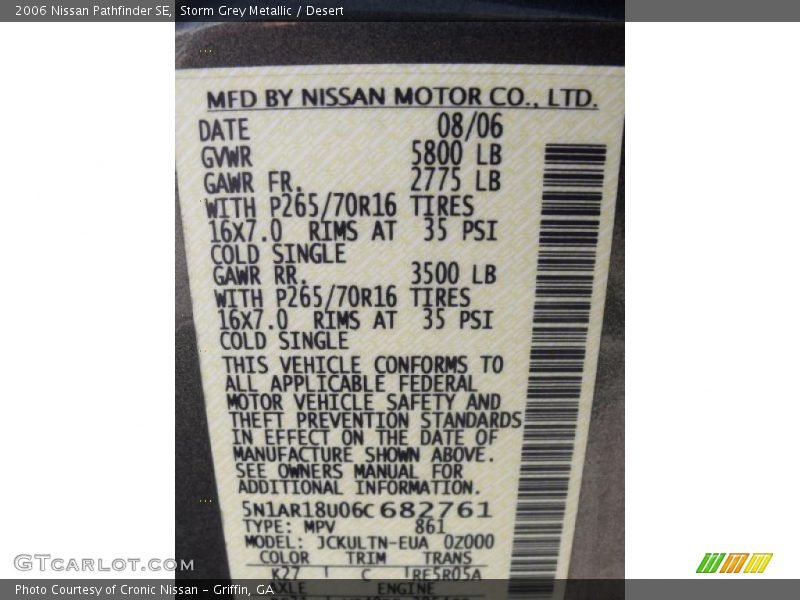 2006 Nissan Pathfinder SE, Storm Grey Metallic / Desert
MFD BY NISSAN MOTOR CO., LTD.
DATE 08/06
GVWR 5800 LB
GAWR FR. 2775 LB
WITH P265/70R16 TIRES
16X7.0 RIMS AT 35 PSI
COLD SINGLE
GAWR RR. 3500 LB
WITH P265/70R16 TIRES
16X7.0 RIMS AT 35 PSI
COLD SINGLE
THIS VEHICLE CONFORMS TO
ALL APPLICABLE FEDERAL
MOTOR VEHICLE SAFETY AND
THEFT PREVENTION STANDARDS
IN EFFECT ON THE DATE OF
MANUFACTURE SHOWN ABOVE.
SEE OWNERS MANUAL FOR
ADDITIONAL INFORMATION.
5N1AR18U06C682761
TYPE: MPV 861
MODEL: JCKULTN-EUA 0Z000
COLOR TRIM TRANS
K27 C RE5R05A
AXLE ENGINE
GTcarlot.com
Photo Courtesy of Cronic Nissan - Griffin, GA